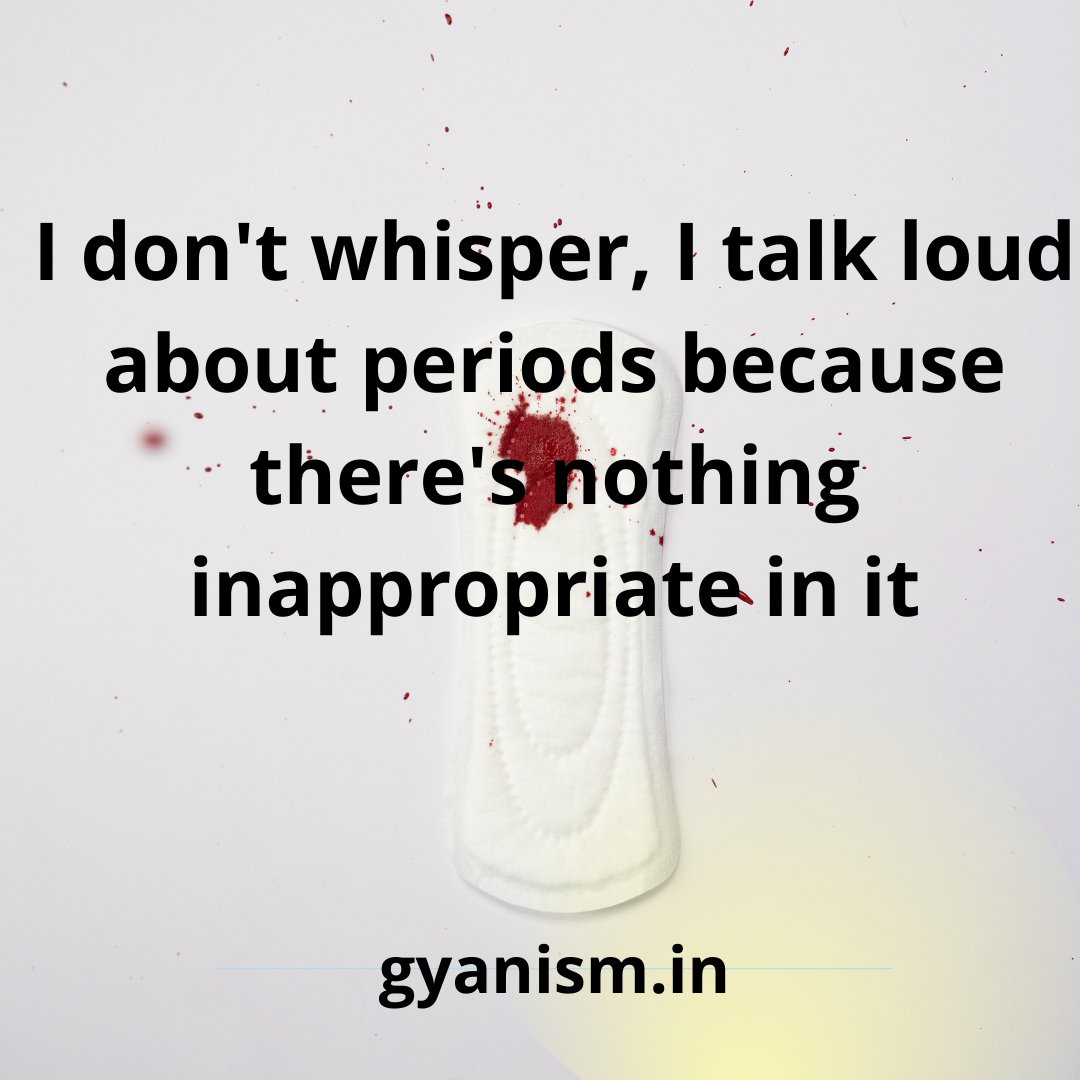 I don't whisper, I talk loud
about periods because
there's nothing
inappropriate in it
gyanism.in